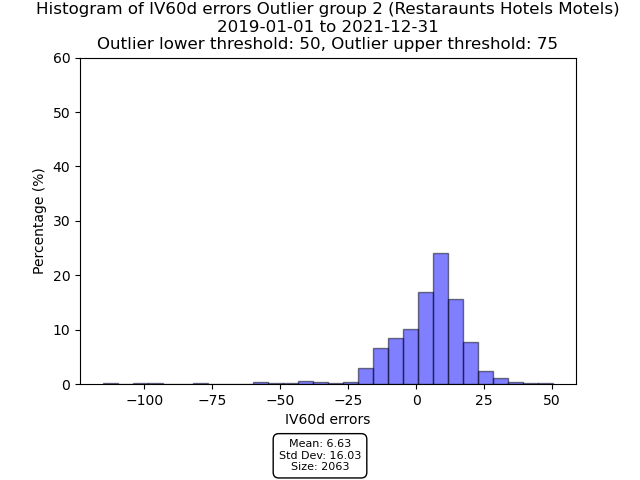 Histogram of IV60d errors Outlier group 2 (Restaraunts Hotels Motels)
2019-01-01 to 2021-12-31
Outlier lower threshold: 50, Outlier upper threshold: 75
60
50
40
30
20
10
0
Percentage (%)
−100
−75
−50
−25
0
25
50
IV60d errors
Mean: 6.63
Std Dev: 16.03
Size: 2063